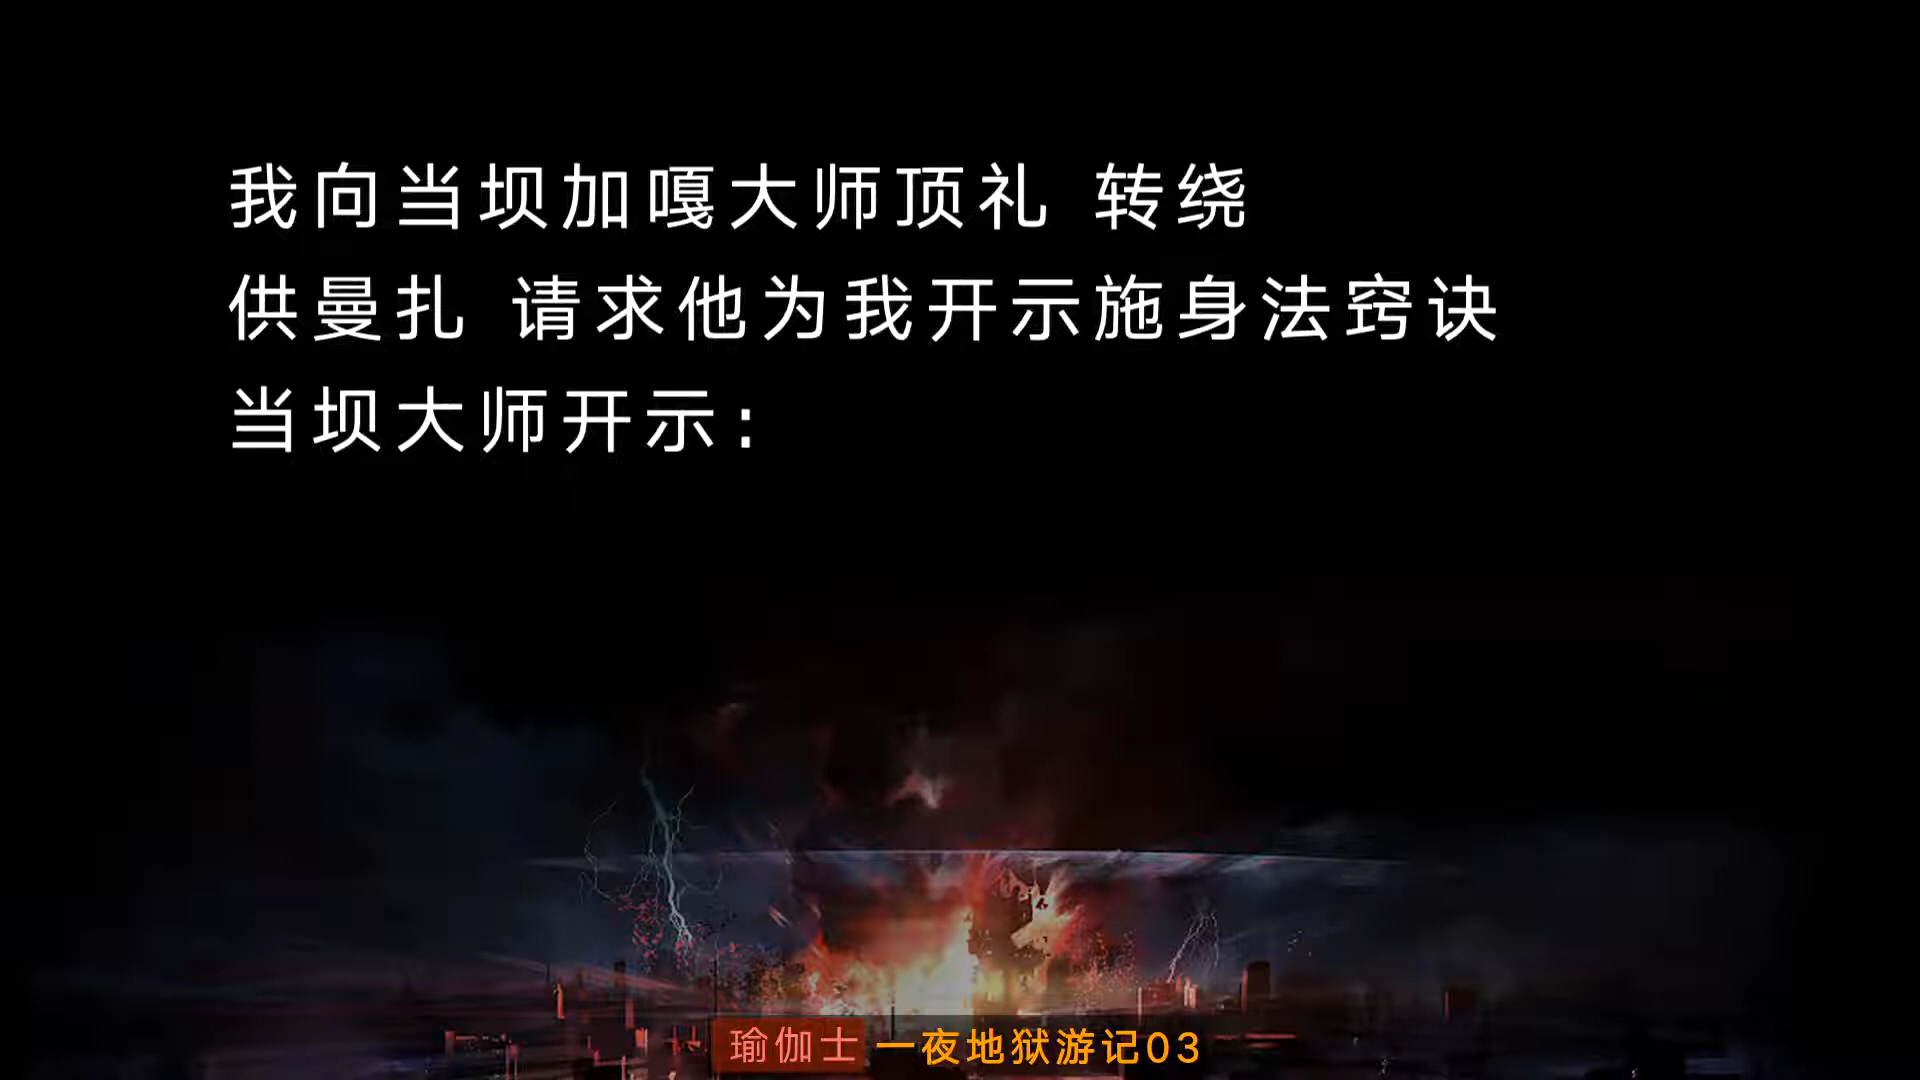 我向当坝加嘎大师顶礼 转绕
供曼扎 请求他为我开示施身法窍诀
当坝大师开示：
瑜伽士 一夜地狱游记03